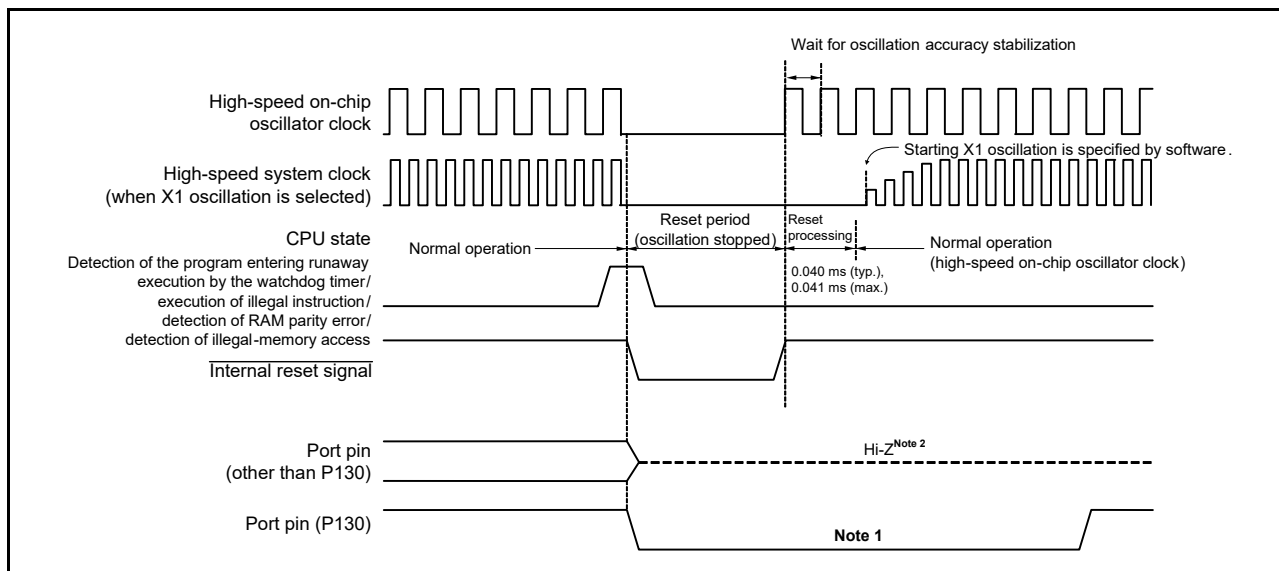 Wait for oscillation accuracy stabilization
High-speed on-chip
oscillator clock
Starting X1 oscillation is specified by software.
High-speed system clock
(when X1 oscillation is selected)
CPU state
Normal operation
Reset period
(oscillation stopped)
Reset
processing
Normal operation
(high-speed on-chip oscillator clock)
0.040 ms (typ.),
0.041 ms (max.)
Detection of the program entering runaway
execution by the watchdog timer/
execution of illegal instruction/
detection of RAM parity error/
detection of illegal-memory access
Internal reset signal
Port pin
(other than P130)
Hi-Z Note 2
Port pin (P130)
Note 1